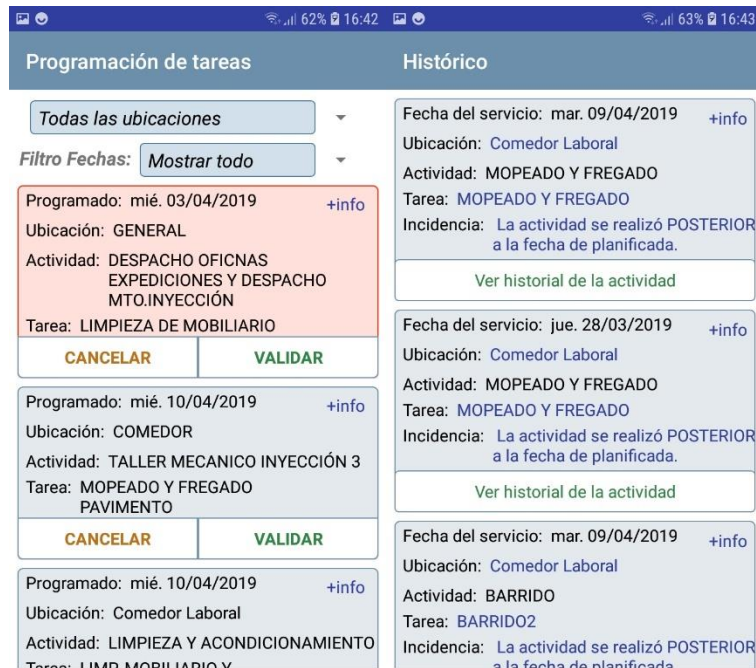 62% 16:42
Programación de tareas
Todas las ubicaciones
Filtro Fechas: Mostrar todo
Programado: mié. 03/04/2019 +info
Ubicación: GENERAL
Actividad: DESPACHO OFICNAS
EXPEDICIONES Y DESPACHO
MTO.INYECCIÓN
Tarea: LIMPIEZA DE MOBILIARIO
CANCELAR VALIDAR
Programado: mié. 10/04/2019 +info
Ubicación: COMEDOR
Actividad: TALLER MECANICO INYECCIÓN 3
Tarea: MOPEADO Y FREGADO
PAVIMENTO
CANCELAR VALIDAR
Programado: mié. 10/04/2019 +info
Ubicación: Comedor Laboral
Actividad: LIMPIEZA Y ACONDICIONAMIENTO
Tarea: LIMP. MOBILIARIO Y
63% 16:43
Histórico
Fecha del servicio: mar. 09/04/2019 +info
Ubicación: Comedor Laboral
Actividad: MOPEADO Y FREGADO
Tarea: MOPEADO Y FREGADO
Incidencia: La actividad se realizó POSTERIOR
a la fecha de planificada.
Ver historial de la actividad
Fecha del servicio: jue. 28/03/2019 +info
Ubicación: Comedor Laboral
Actividad: MOPEADO Y FREGADO
Tarea: MOPEADO Y FREGADO
Incidencia: La actividad se realizó POSTERIOR
a la fecha de planificada.
Ver historial de la actividad
Fecha del servicio: mar. 09/04/2019 +info
Ubicación: Comedor Laboral
Actividad: BARRIDO
Tarea: BARRIDO2
Incidencia: La actividad se realizó POSTERIOR
a la fecha de planificada.